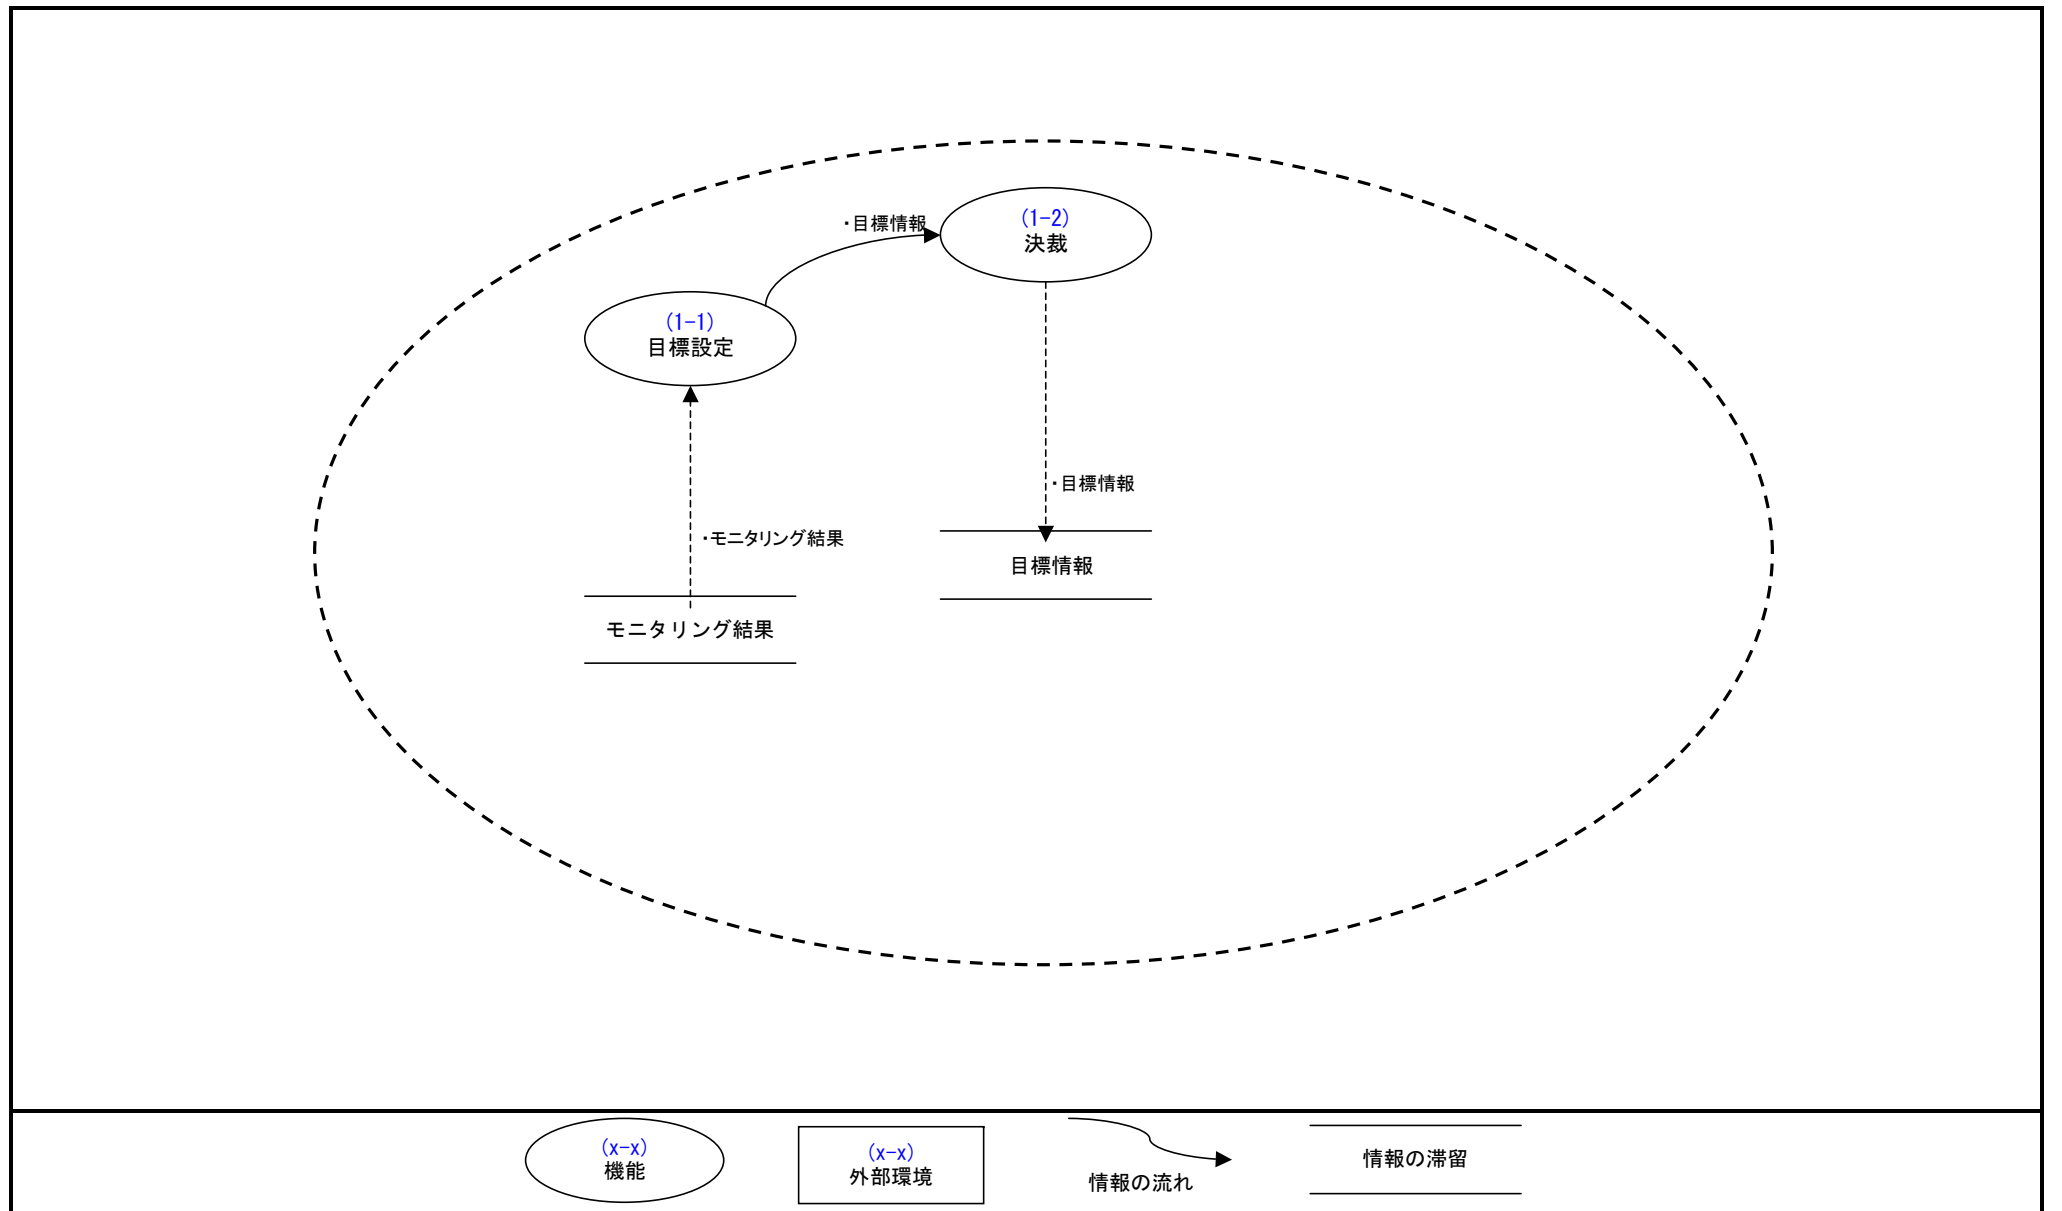 ・目標情報
(1-2)
決裁
(1-1)
目標設定
・目標情報
・モニタリング結果
目標情報
モニタリング結果
(x-x)
機能
(x-x)
外部環境
情報の流れ
情報の滞留